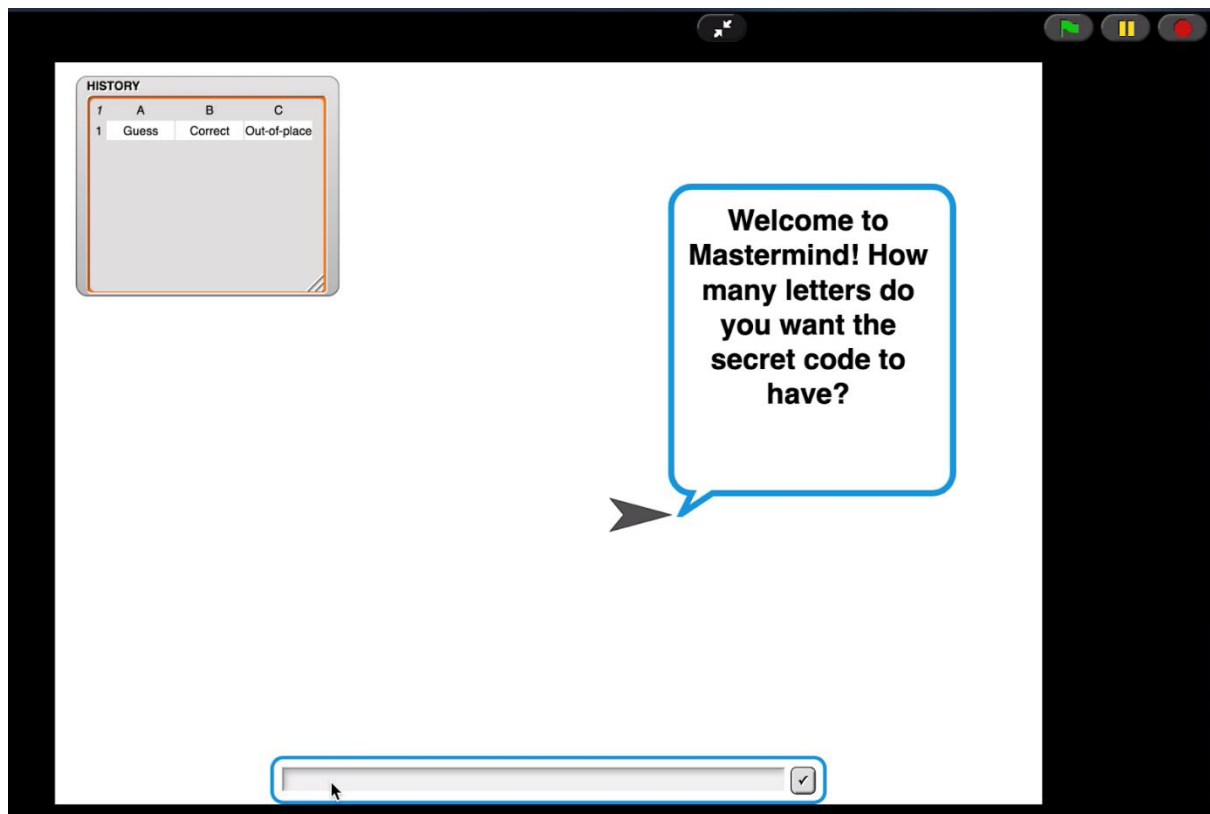 HISTORY
1 A B C
1 Guess Correct Out-of-place
Welcome to
Mastermind! How
many letters do
you want the
secret code to
have?